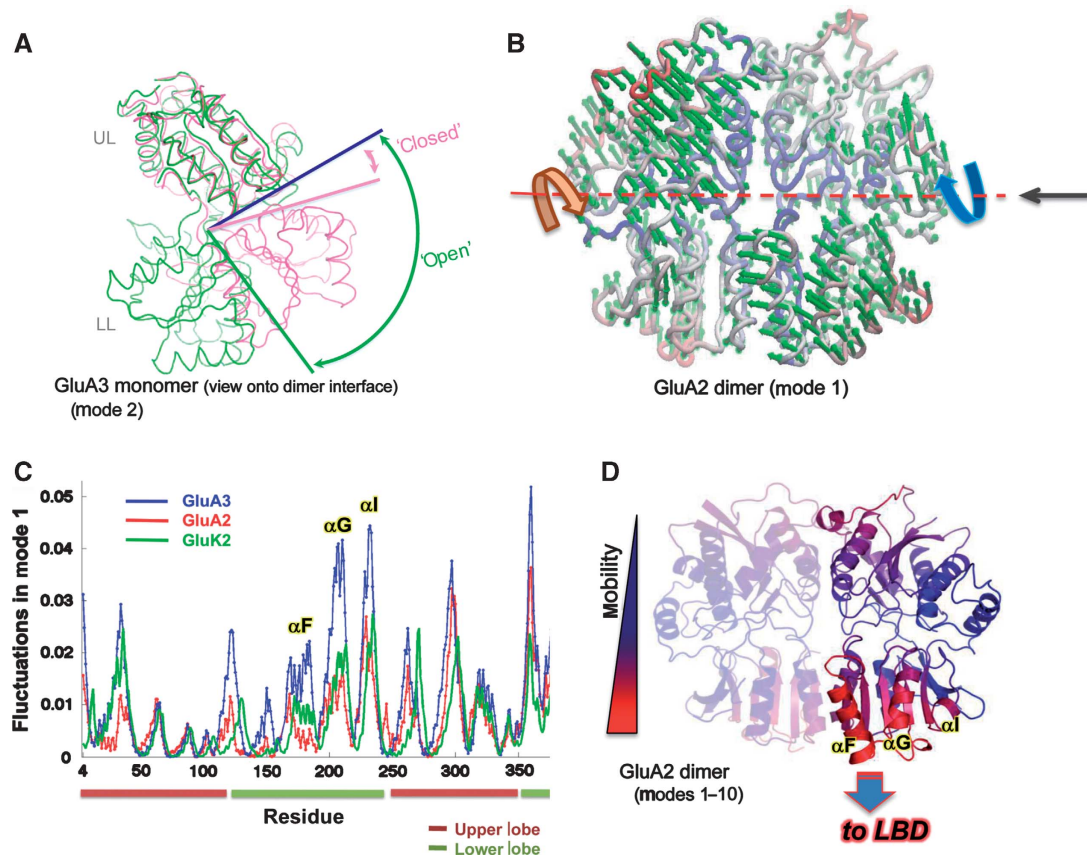 A
UL
LL
'Closed'
'Open'
GluA3 monomer (view onto dimer interface)
(mode 2)
B
GluA2 dimer (mode 1)
C
Fluctuations in mode 1
0.05
0.04
0.03
0.02
0.01
0
GluA3
GluA2
GluK2
αF
αG
αI
4 50 100 150 200 250 300 350
Residue
Upper lobe
Lower lobe
D
Mobility
αF
αG
αI
GluA2 dimer
(modes 1–10)
to LBD